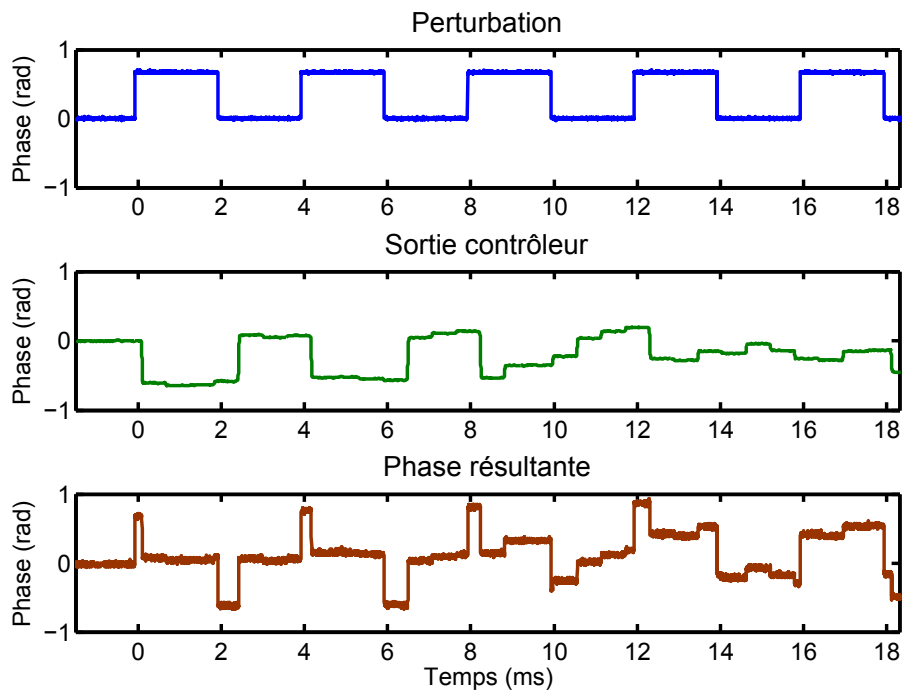 Perturbation
Phase (rad)
1
0
−1
0 2 4 6 8 10 12 14 16 18
Sortie contrôleur
Phase (rad)
1
0
−1
0 2 4 6 8 10 12 14 16 18
Phase résultante
Phase (rad)
1
0
−1
0 2 4 6 8 10 12 14 16 18
Temps (ms)